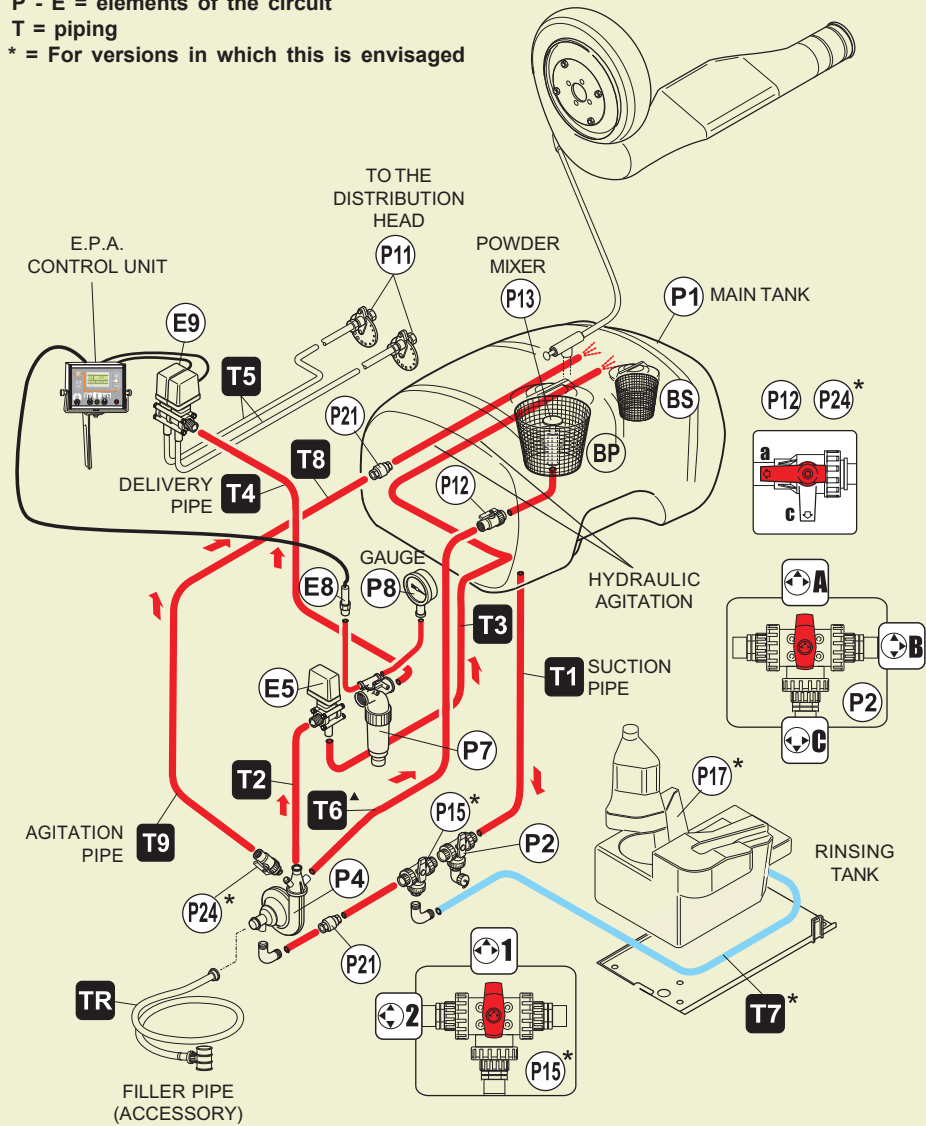 P - E = elements of the circuit
T = piping
* = For versions in which this is envisaged
TO THE
DISTRIBUTION
HEAD
P11
E.P.A.
CONTROL UNIT
POWDER
MIXER
P13
P1 MAIN TANK
E9
T5
BS
P12 P24*
P21
BP
a
c
T8
P12
DELIVERY
PIPE
T4
GAUGE
P8
E8
HYDRAULIC
AGITATION
A
B
P2
C
T3
T1 SUCTION
PIPE
E5
P7
P17*
T2
T6▲
P15*
P2
AGITATION
PIPE
T9
RINSING
TANK
P4
P24*
P21
1
2
P15*
T7*
TR
FILLER PIPE
(ACCESSORY)